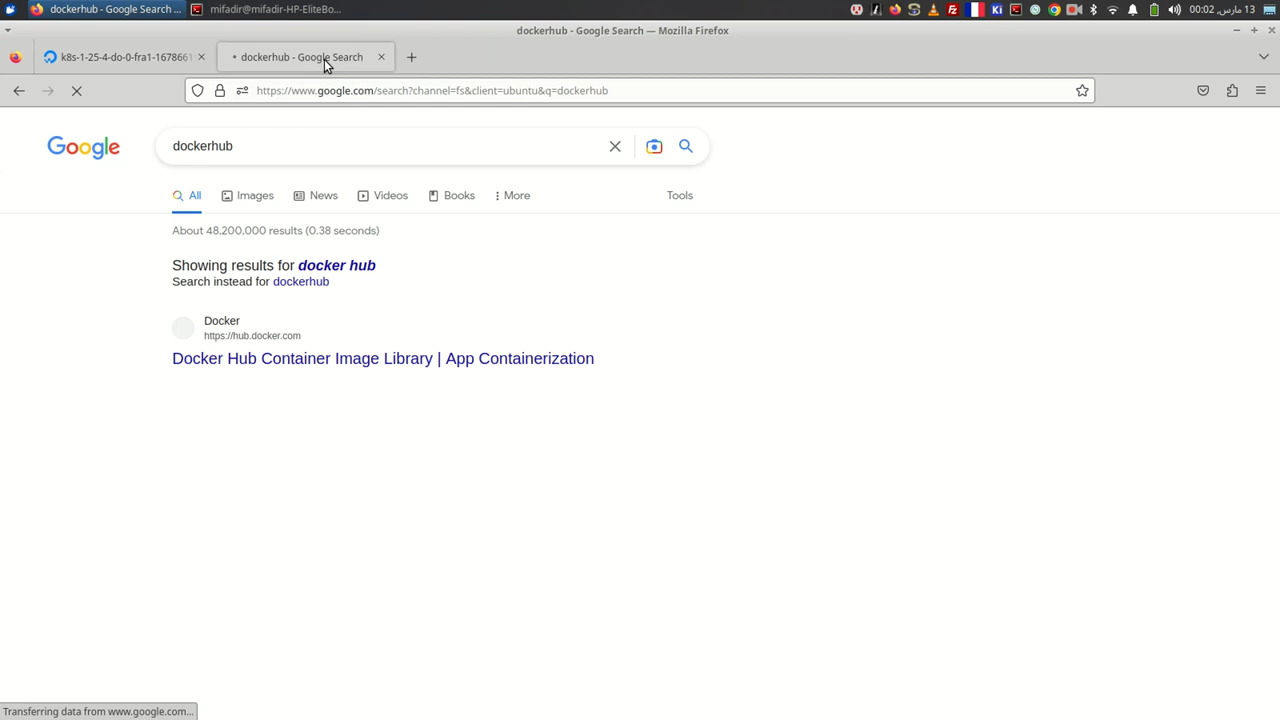 dockerhub - Google Search ...
mifadir@mifadir-HP-EliteBo...
00:02 ,13 مارس
dockerhub - Google Search — Mozilla Firefox
k8s-1-25-4-do-0-fra1-1678661
dockerhub - Google Search
https://www.google.com/search?channel=fs&client=ubuntu&q=dockerhub
Google
dockerhub
All
Images
News
Videos
Books
More
Tools
About 48,200,000 results (0.38 seconds)
Showing results for docker hub
Search instead for dockerhub
Docker
https://hub.docker.com
Docker Hub Container Image Library | App Containerization
Transferring data from www.google.com...